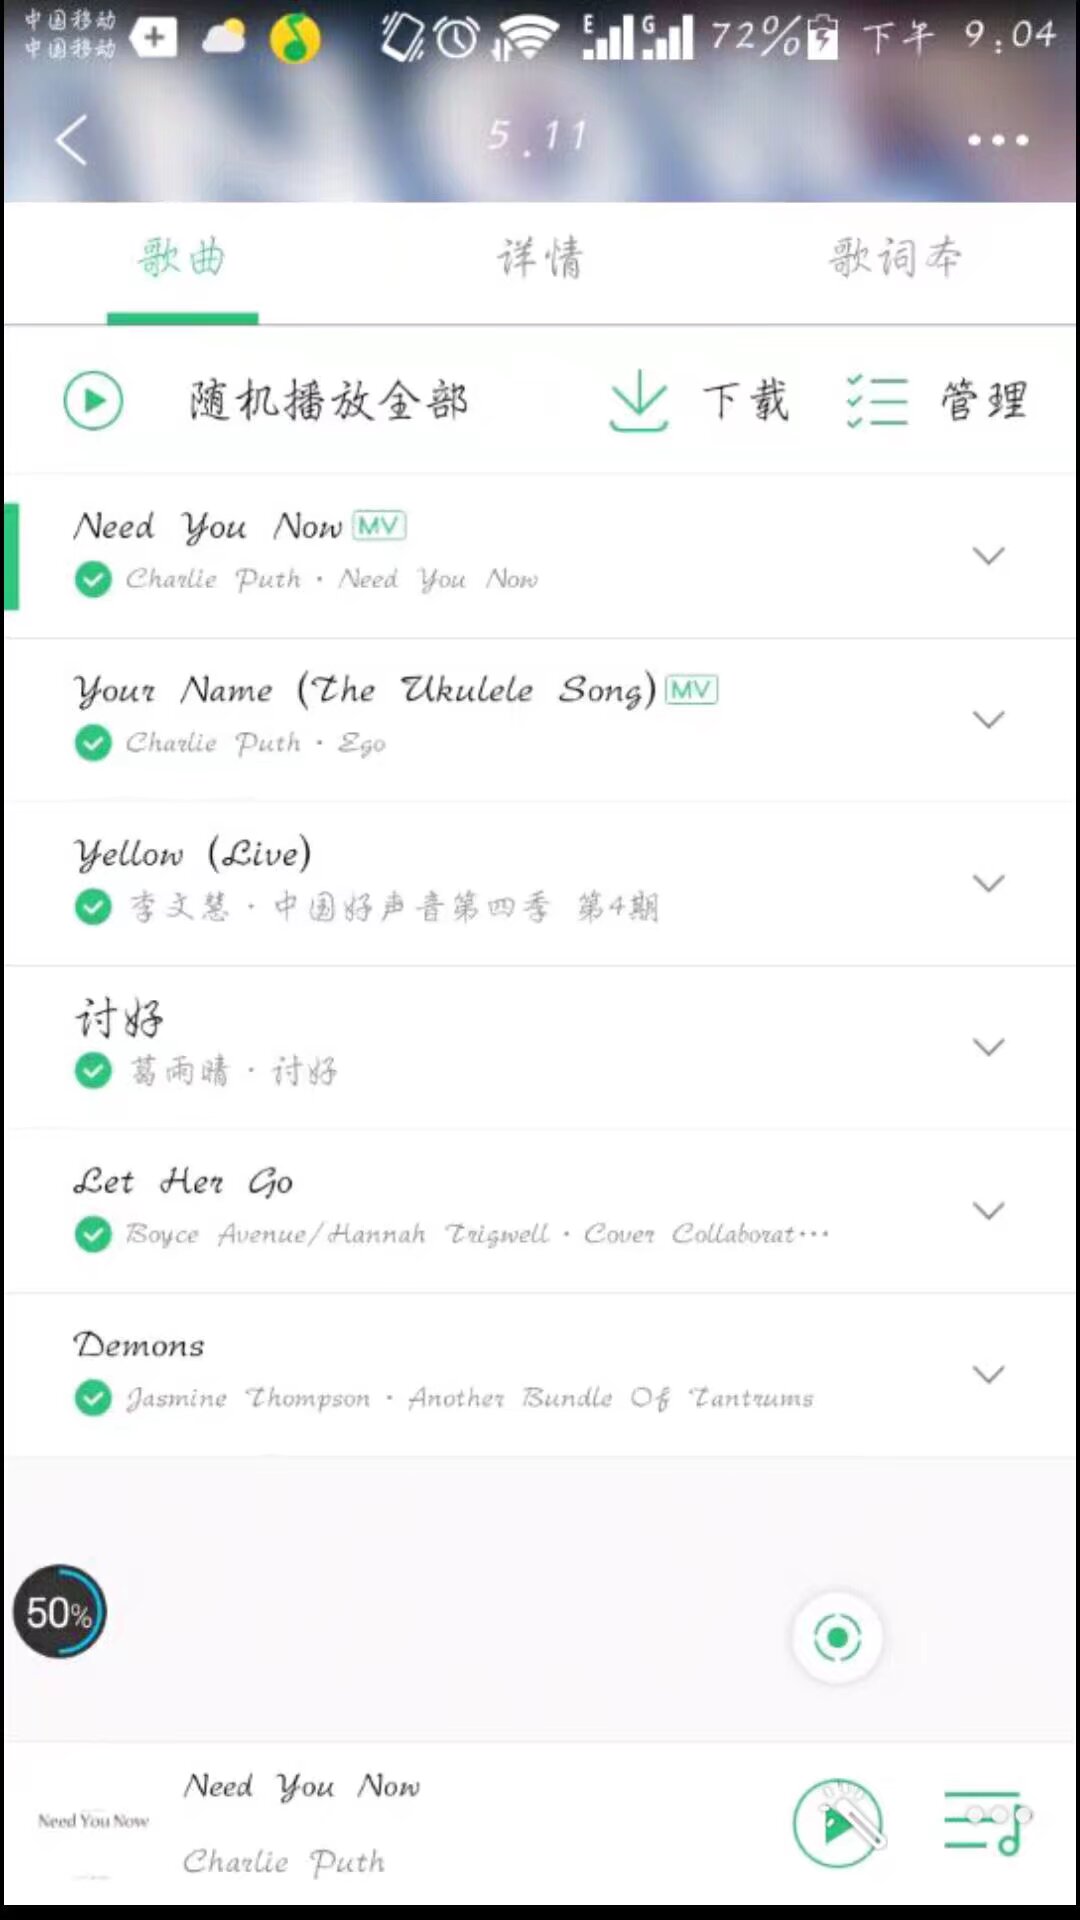 中国移动
中国移动
E G 72% 下午 9:04
5.11
歌曲 详情 歌词本
随机播放全部 下载 管理
Need You Now MV
Charlie Puth · Need You Now
Your Name (The Ukulele Song) MV
Charlie Puth · Ego
Yellow (Live)
李文慧 · 中国好声音第四季 第4期
讨好
葛雨晴 · 讨好
Let Her Go
Boyce Avenue/Hannah Trigwell · Cover Collaborat···
Demons
Jasmine Thompson · Another Bundle Of Tantrums
50%
Need You Now
Need You Now
Charlie Puth